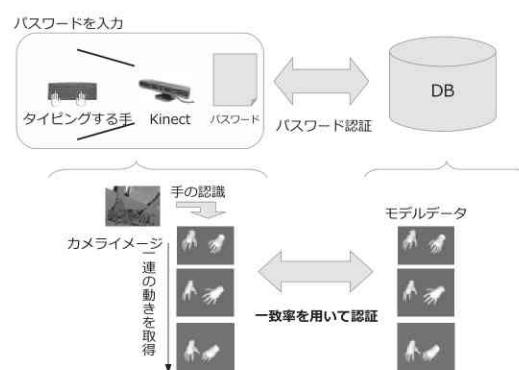 パスワードを入力
タイピングする手
Kinect
パスワード
パスワード認証
DB
手の認識
カメライメージ
一連の動きを取得
モデルデータ
一致率を用いて認証